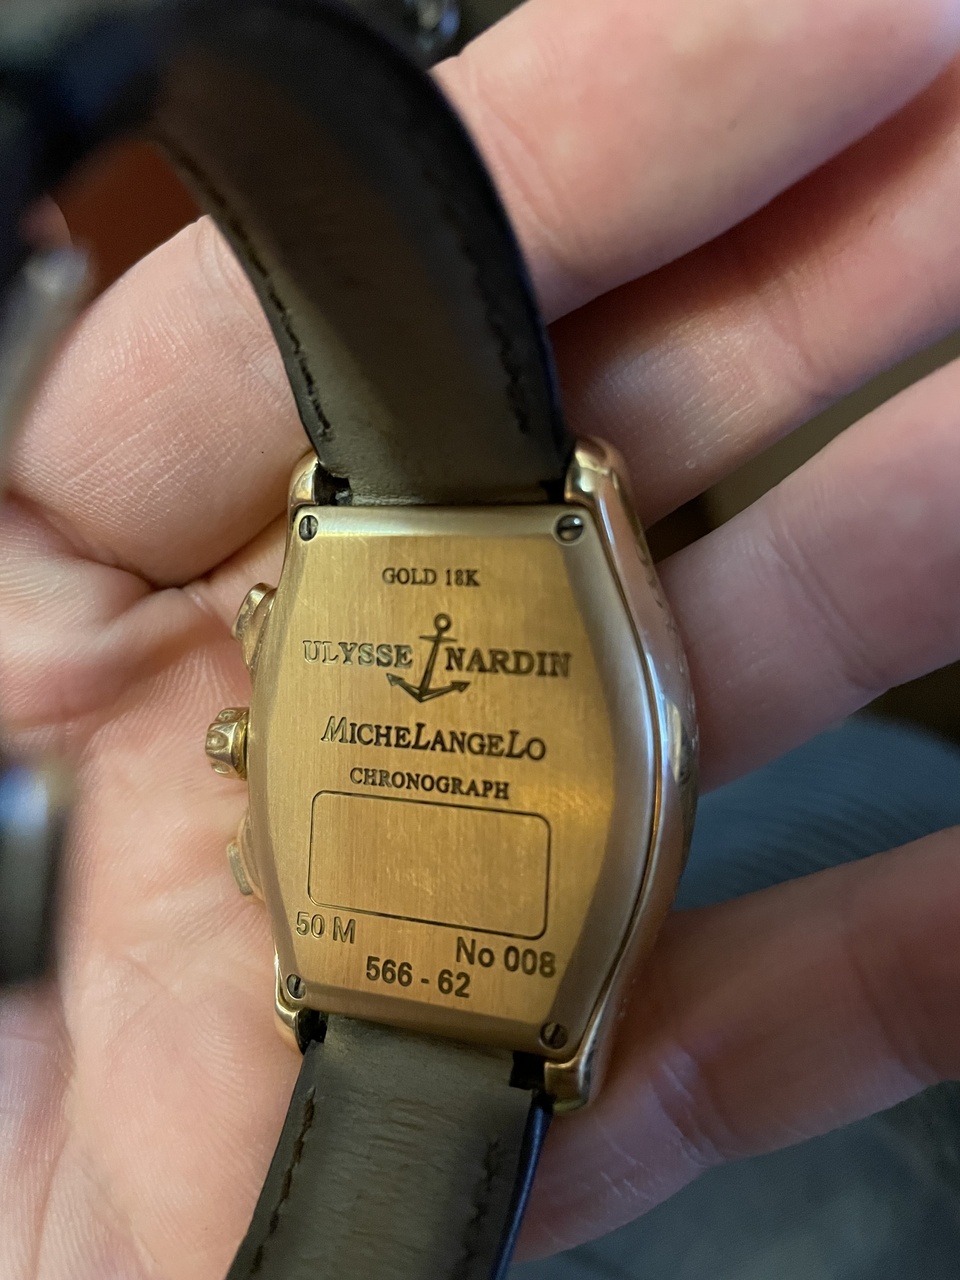 GOLD 18K
ULYSSE NARDIN
MICHELANGELO
CHRONOGRAPH
50 M
No 008
566 - 62